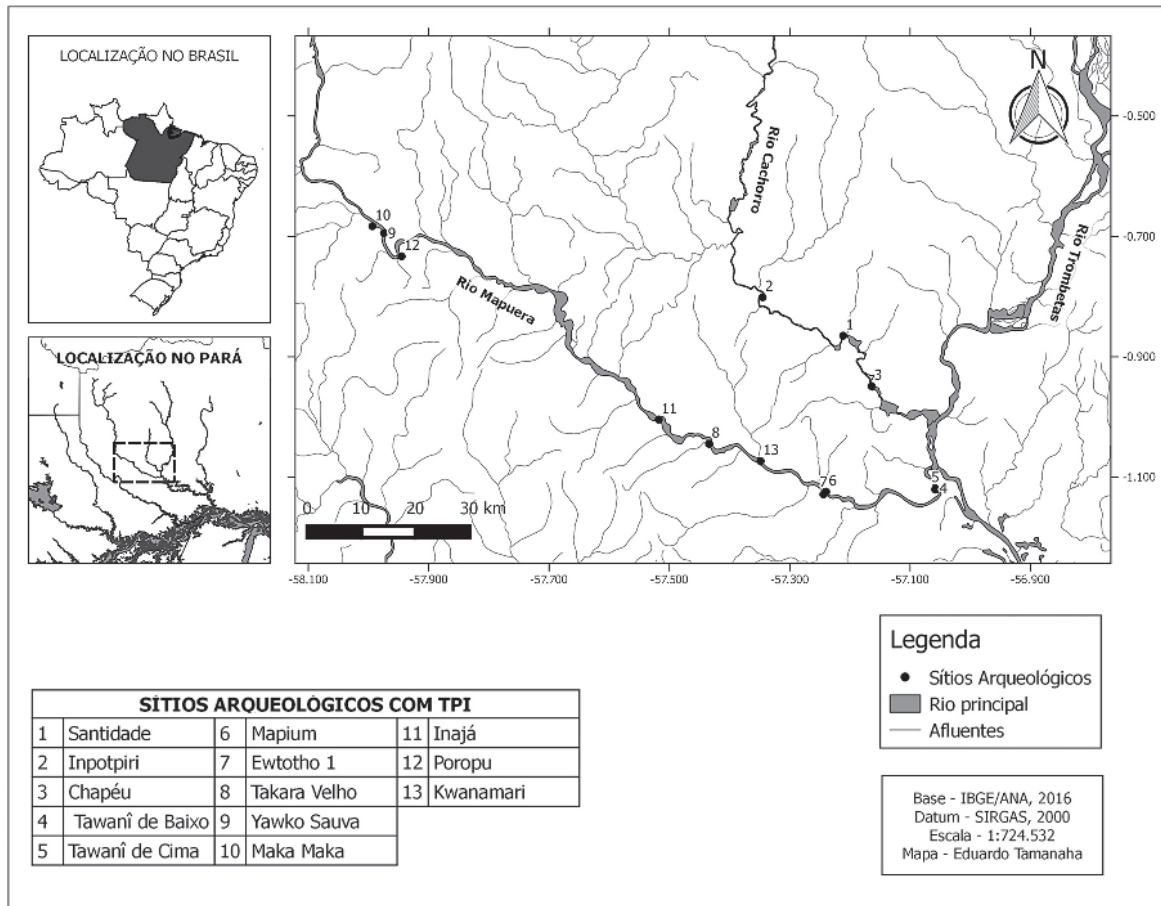 LOCALIZAÇÃO NO BRASIL
LOCALIZAÇÃO NO PARÁ
N
Rio Cachorro
Rio Trombetas
Rio Mapuera
10
9
12
2
1
3
11
8
13
76
5
4
0 10 20 30 km
-0.500
-0.700
-0.900
-1.100
-58.100 -57.900 -57.700 -57.500 -57.300 -57.100 -56.900
Legenda
Sítios Arqueológicos
Rio principal
Afluentes
SÍTIOS ARQUEOLÓGICOS COM TPI
1 Santidade 6 Mapium 11 Inajá
2 Inpotpiri 7 Ewtotho 1 12 Poropu
3 Chapéu 8 Takara Velho 13 Kwanamari
4 Tawanî de Baixo 9 Yawko Sauva
5 Tawanî de Cima 10 Maka Maka
Base - IBGE/ANA, 2016
Datum - SIRGAS, 2000
Escala - 1:724.532
Mapa - Eduardo Tamanaha